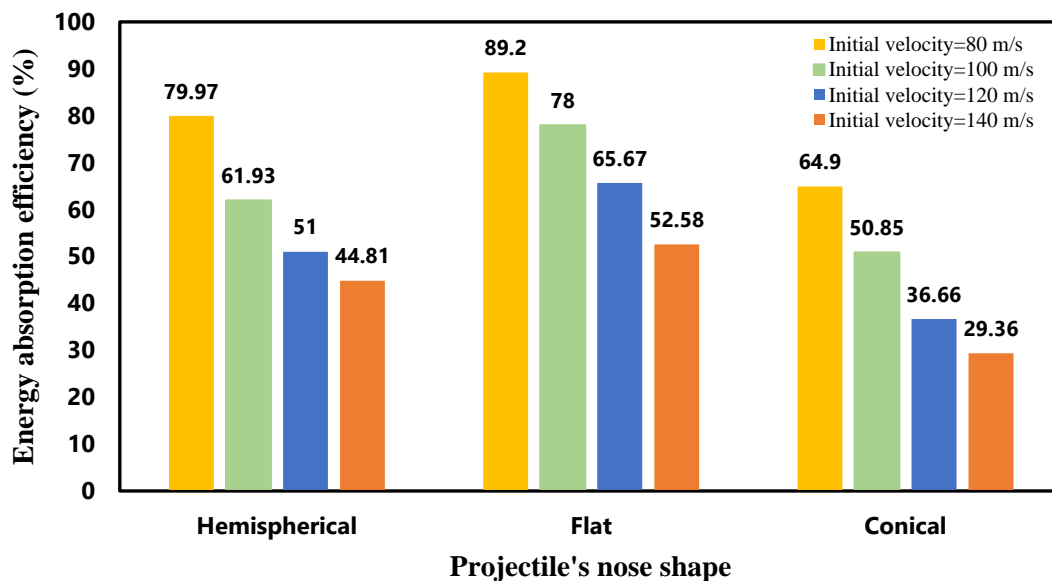 Energy absorption efficiency (%)
100
90
80
70
60
50
40
30
20
10
0
Initial velocity=80 m/s
Initial velocity=100 m/s
Initial velocity=120 m/s
Initial velocity=140 m/s
79.97
61.93
51
44.81
89.2
78
65.67
52.58
64.9
50.85
36.66
29.36
Hemispherical
Flat
Conical
Projectile's nose shape